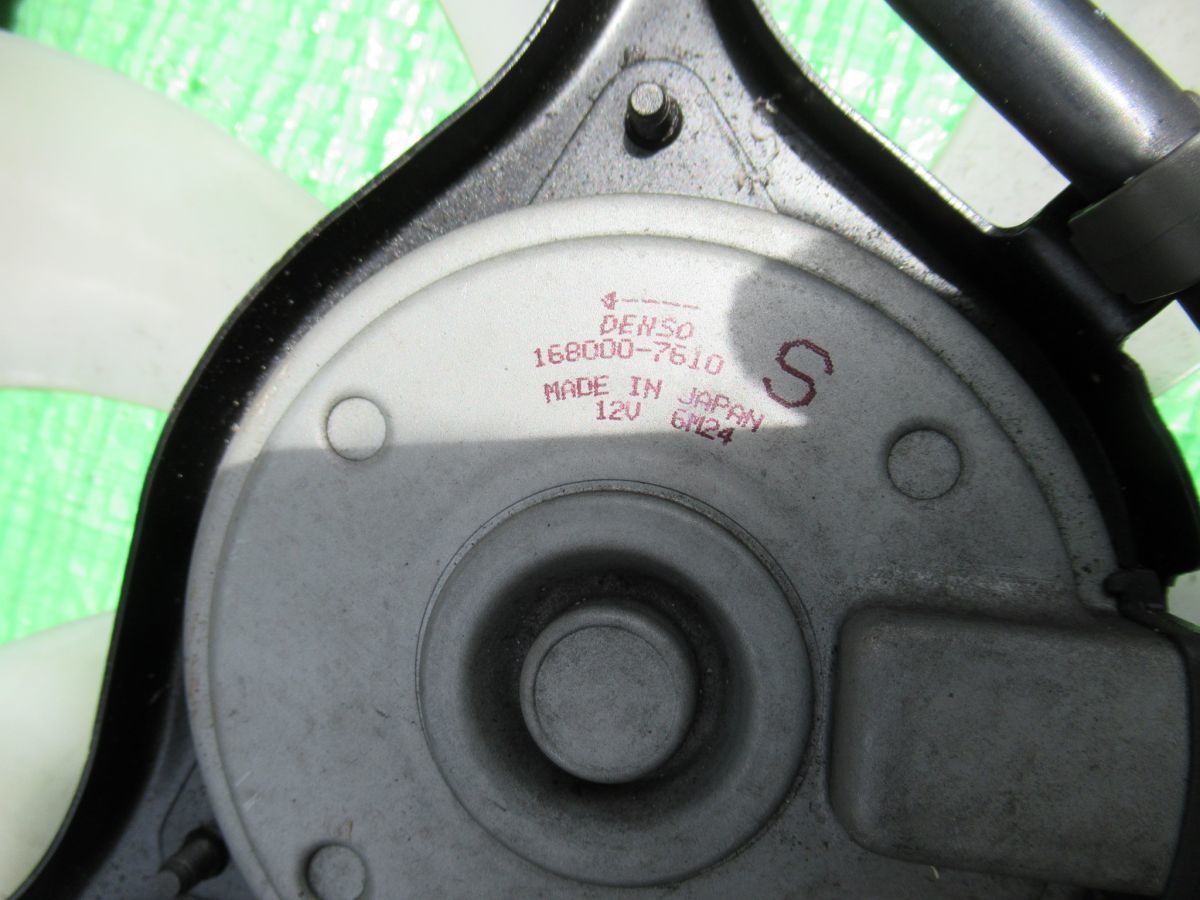 DENSO
168000-7610
S
MADE IN JAPAN
12V 6M24